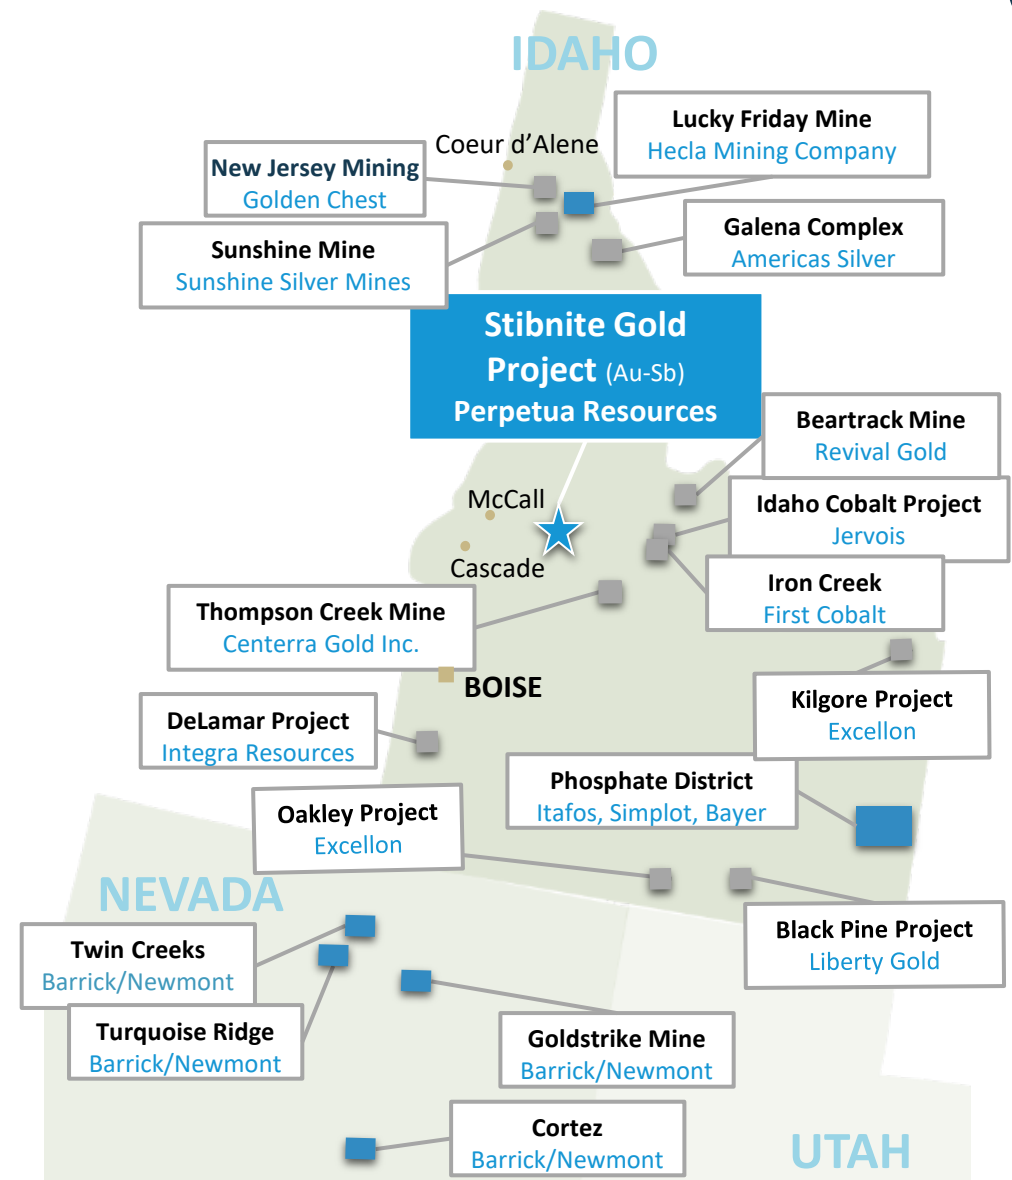 IDAHO
Lucky Friday Mine
Hecla Mining Company
Coeur d’Alene
New Jersey Mining
Golden Chest
Galena Complex
Americas Silver
Sunshine Mine
Sunshine Silver Mines
Stibnite Gold
Project (Au-Sb)
Perpetua Resources
Beartrack Mine
Revival Gold
McCall
Idaho Cobalt Project
Jervois
Cascade
Iron Creek
First Cobalt
Thompson Creek Mine
Centerra Gold Inc.
BOISE
Kilgore Project
Excellon
DeLamar Project
Integra Resources
Phosphate District
Itafos, Simplot, Bayer
Oakley Project
Excellon
NEVADA
Black Pine Project
Liberty Gold
Twin Creeks
Barrick/Newmont
Turquoise Ridge
Barrick/Newmont
Goldstrike Mine
Barrick/Newmont
Cortez
Barrick/Newmont
UTAH